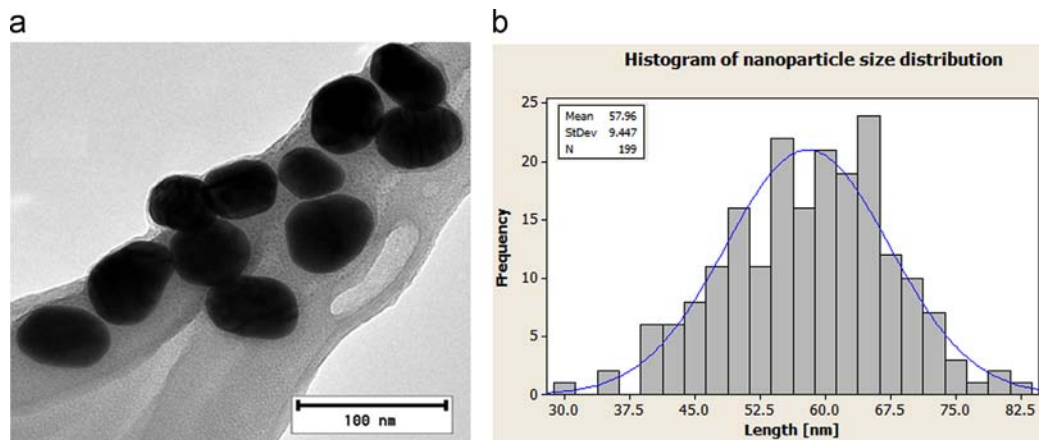 a
100 nm
b
Histogram of nanoparticle size distribution
Mean 57.96
StDev 9.447
N 199
Frequency
25
20
15
10
5
0
30.0 37.5 45.0 52.5 60.0 67.5 75.0 82.5
Length [nm]